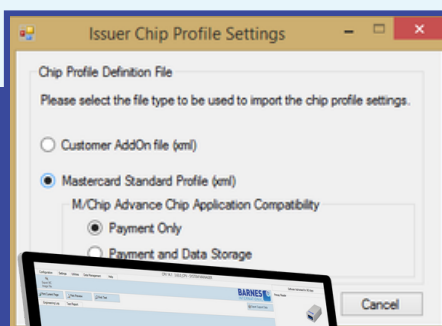 Issuer Chip Profile Settings
Chip Profile Definition File
Please select the file type to be used to import the chip profile settings.
Customer AddOn file (xml)
Mastercard Standard Profile (xml)
M/Chip Advance Chip Application Compatibility
Payment Only
Payment and Data Storage
BARNES
Cancel